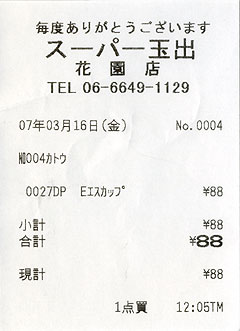 毎度ありがとうございます
スーパー玉出
花園店
TEL 06-6649-1129
07年03月16日(金) No.0004
NO004カトウ
0027DP Eエスカップ ¥88
小計 ¥88
合計 ¥88
現計 ¥88
1点買 12:05TM